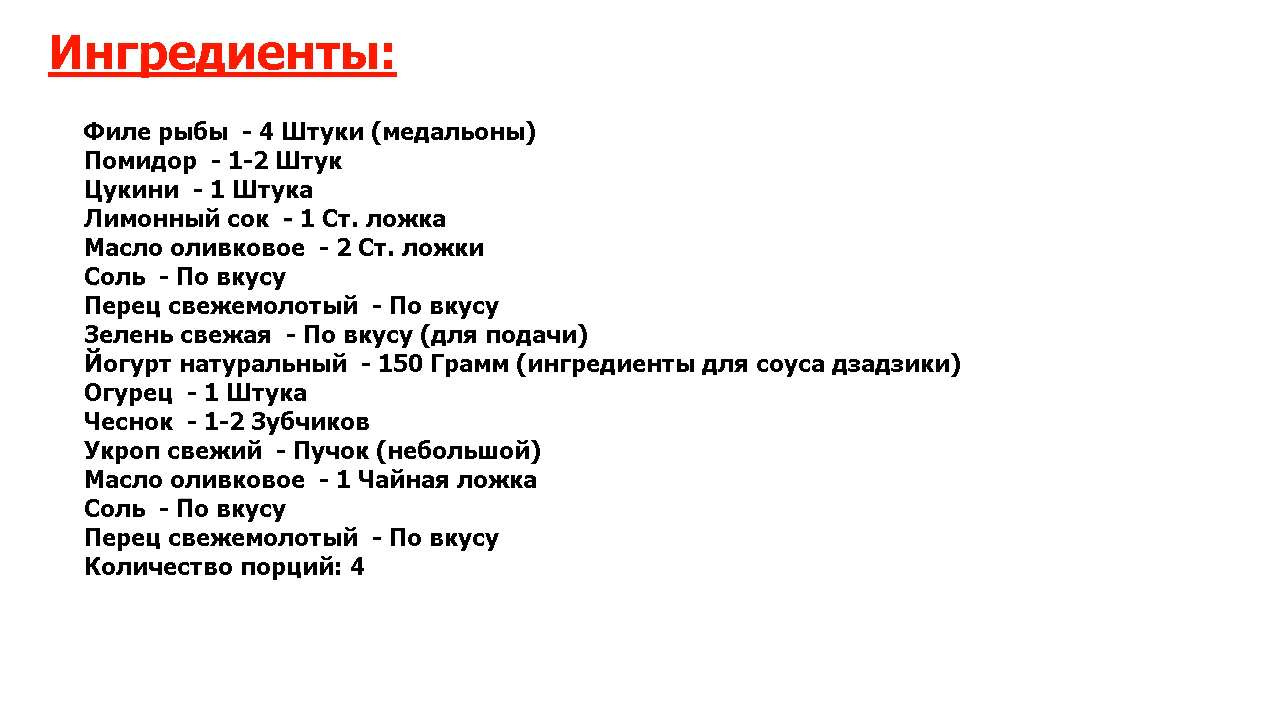 Ингредиенты:
Филе рыбы - 4 Штуки (медальоны)
Помидор - 1-2 Штук
Цукини - 1 Штука
Лимонный сок - 1 Ст. ложка
Масло оливковое - 2 Ст. ложки
Соль - По вкусу
Перец свежемолотый - По вкусу
Зелень свежая - По вкусу (для подачи)
Йогурт натуральный - 150 Грамм (ингредиенты для соуса дзадзики)
Огурец - 1 Штука
Чеснок - 1-2 Зубчиков
Укроп свежий - Пучок (небольшой)
Масло оливковое - 1 Чайная ложка
Соль - По вкусу
Перец свежемолотый - По вкусу
Количество порций: 4